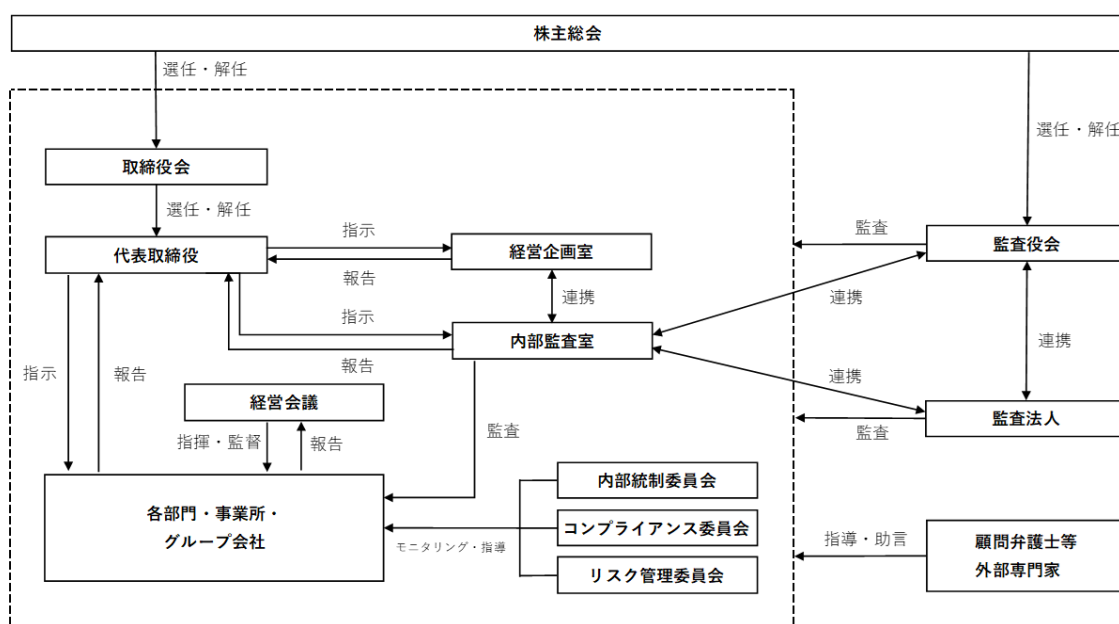 株主総会
選任・解任
選任・解任
取締役会
選任・解任
代表取締役
指示
経営企画室
報告
監査
監査役会
連携
連携
指示
内部監査室
報告
連携
連携
指示
報告
経営会議
監査法人
監査
指揮・監督
報告
監査
内部統制委員会
各部門・事業所・
グループ会社
コンプライアンス委員会
モニタリング・指導
リスク管理委員会
指導・助言
顧問弁護士等
外部専門家